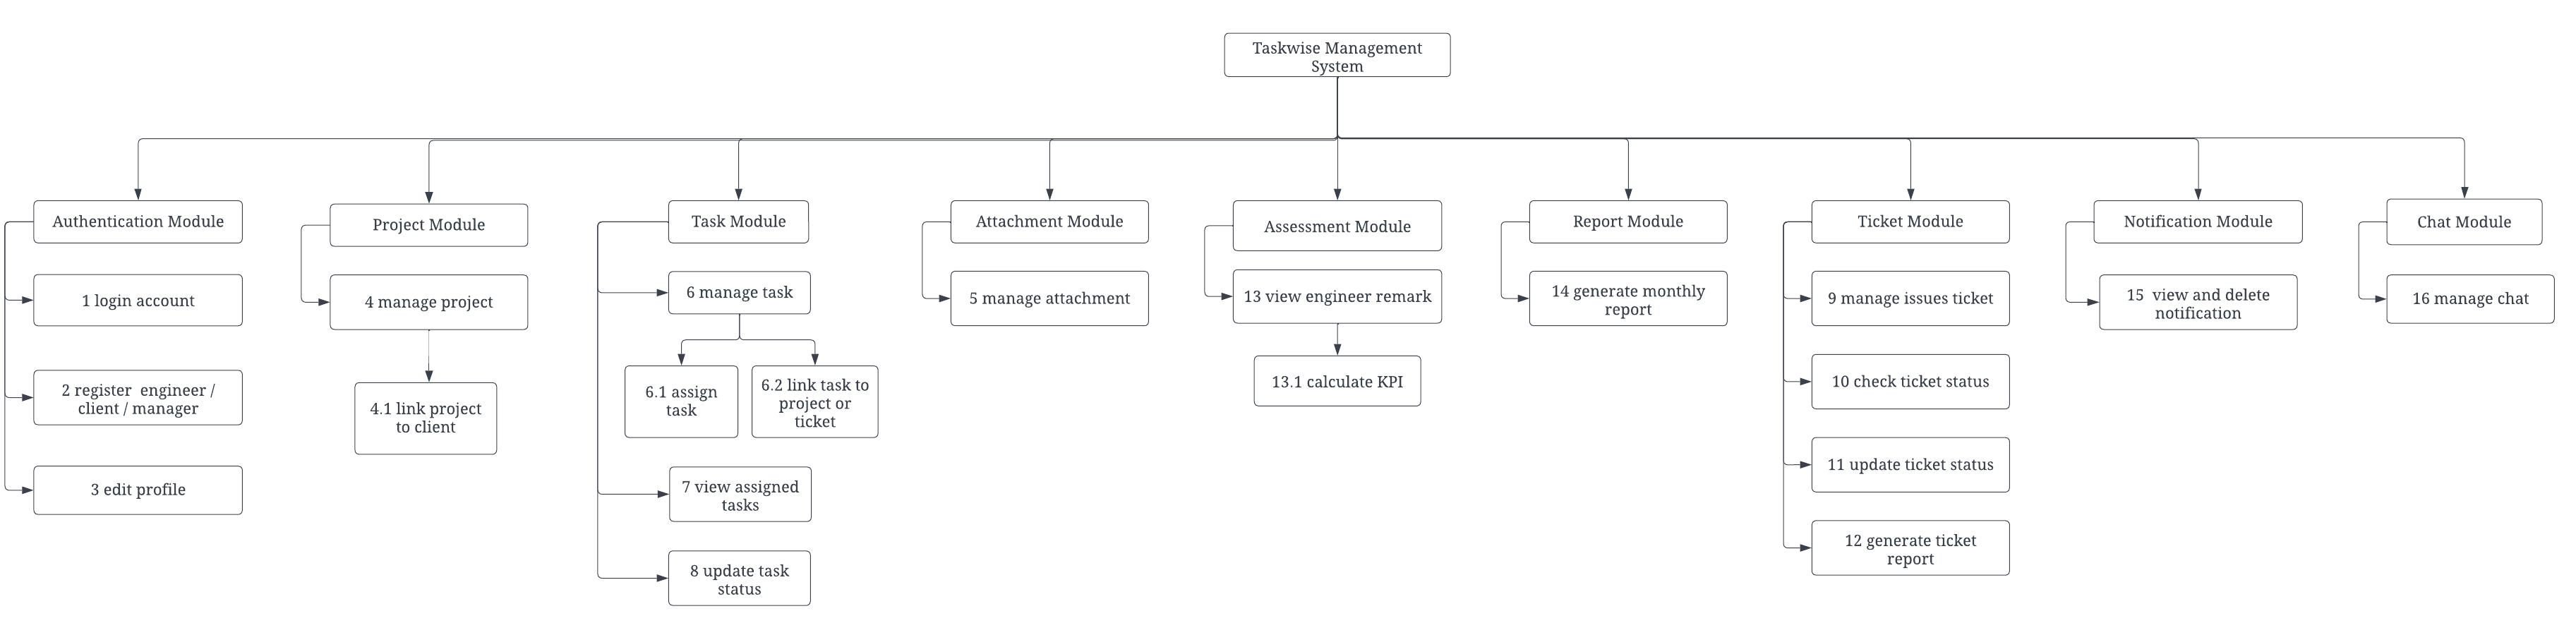 Taskwise Management
System
Authentication Module
Project Module
Task Module
Attachment Module
Assessment Module
Report Module
Ticket Module
Notification Module
Chat Module
1 login account
2 register  engineer /
client / manager
3 edit profile
4 manage project
4.1 link project
to client
6 manage task
6.1 assign
task
6.2 link task to
project or
ticket
7 view assigned
tasks
8 update task
status
5 manage attachment
13 view engineer remark
13.1 calculate KPI
14 generate monthly
report
9 manage issues ticket
10 check ticket status
11 update ticket status
12 generate ticket
report
15  view and delete
notification
16 manage chat